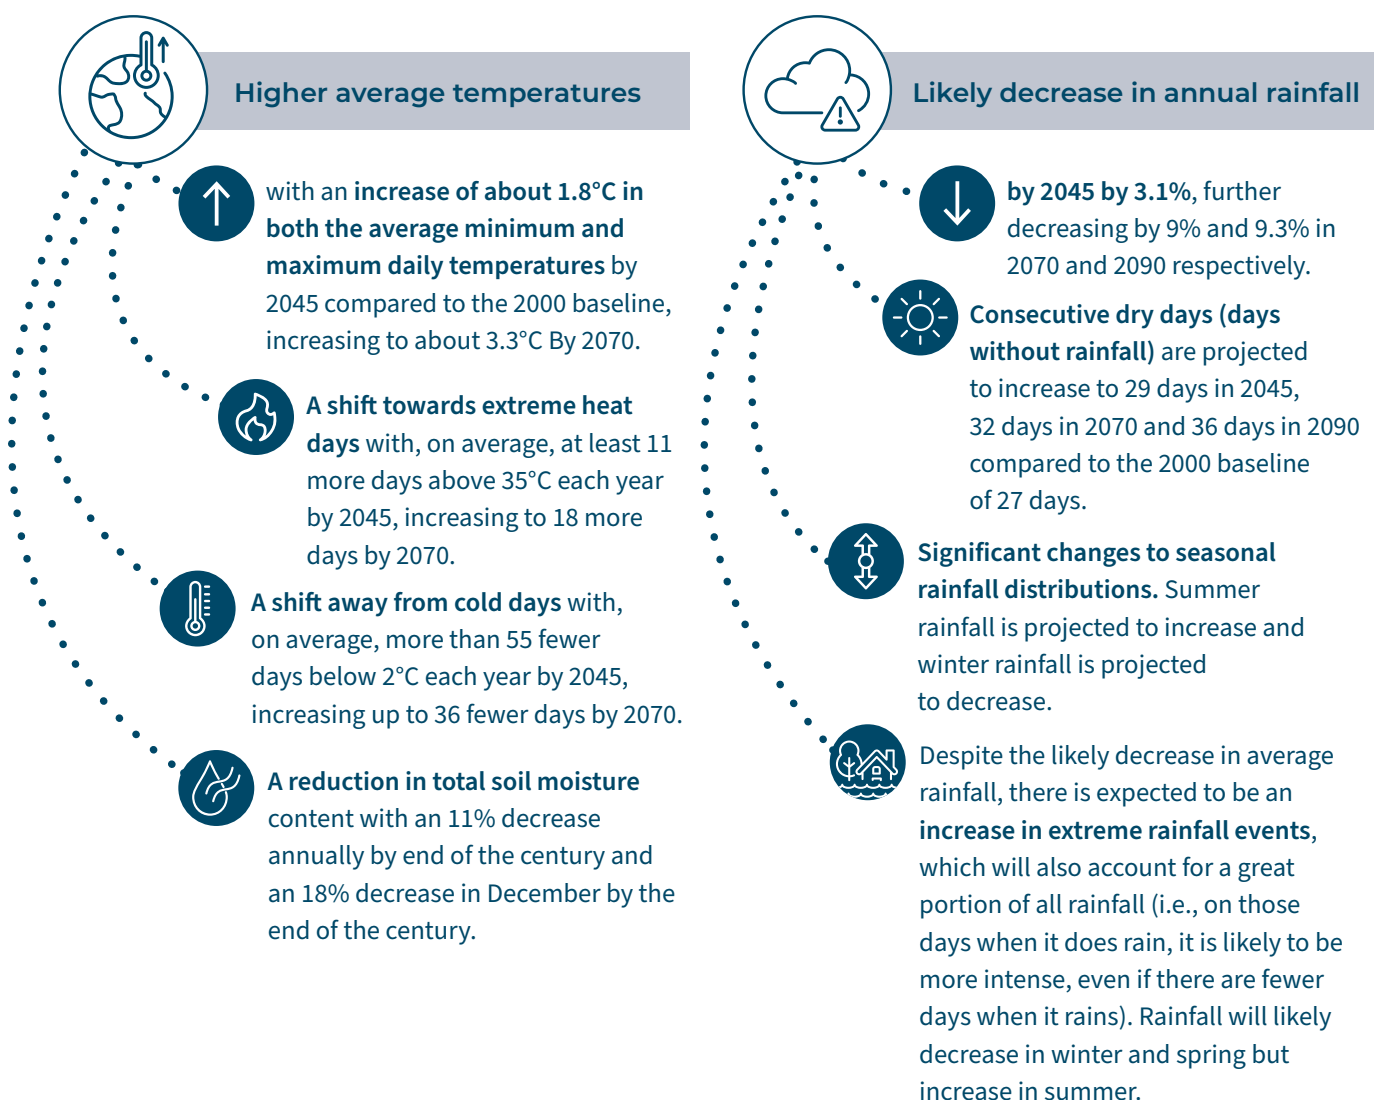 Higher average temperatures
with an increase of about 1.8°C in
both the average minimum and
maximum daily temperatures by
2045 compared to the 2000 baseline,
increasing to about 3.3°C By 2070.
A shift towards extreme heat
days with, on average, at least 11
more days above 35°C each year
by 2045, increasing to 18 more
days by 2070.
A shift away from cold days with,
on average, more than 55 fewer
days below 2°C each year by 2045,
increasing up to 36 fewer days by 2070.
A reduction in total soil moisture
content with an 11% decrease
annually by end of the century and
an 18% decrease in December by the
end of the century.
Likely decrease in annual rainfall
by 2045 by 3.1%, further
decreasing by 9% and 9.3% in
2070 and 2090 respectively.
Consecutive dry days (days
without rainfall) are projected
to increase to 29 days in 2045,
32 days in 2070 and 36 days in 2090
compared to the 2000 baseline
of 27 days.
Significant changes to seasonal
rainfall distributions. Summer
rainfall is projected to increase and
winter rainfall is projected
to decrease.
Despite the likely decrease in average
rainfall, there is expected to be an
increase in extreme rainfall events,
which will also account for a great
portion of all rainfall (i.e., on those
days when it does rain, it is likely to be
more intense, even if there are fewer
days when it rains). Rainfall will likely
decrease in winter and spring but
increase in summer.